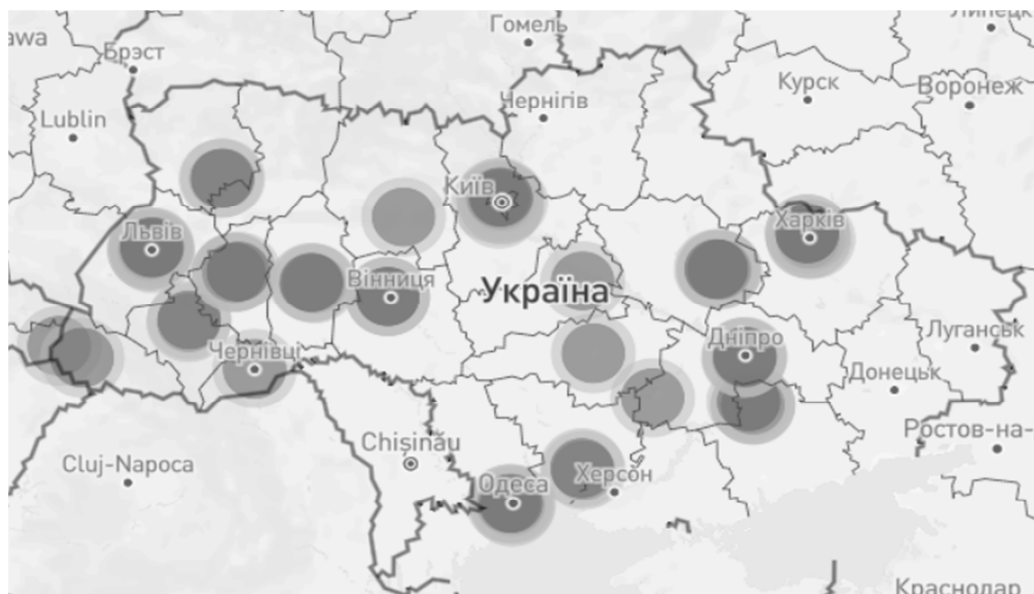 Гомель
awa
Брэст
Курск
Воронеж
Чернігів
Lublin
Київ
Харків
Львів
Вінниця
Україна
Луганськ
Дніпро
Чернівці
Донецьк
Ростов-на-
Chișinău
Cluj-Napoca
Херсон
Одеса
Краснодар